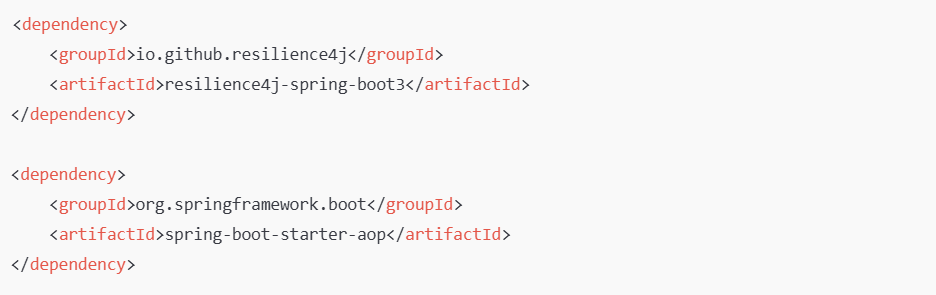 <dependency>
    <groupId>io.github.resilience4j</groupId>
    <artifactId>resilience4j-spring-boot3</artifactId>
</dependency>

<dependency>
    <groupId>org.springframework.boot</groupId>
    <artifactId>spring-boot-starter-aop</artifactId>
</dependency>